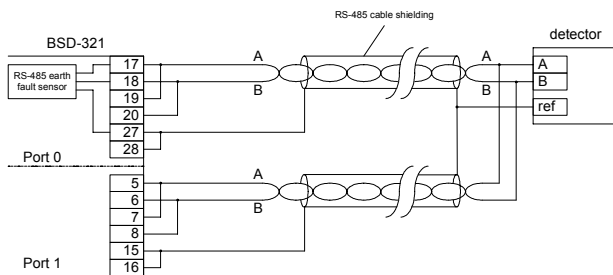 RS-485 cable shielding
BSD-321
detector
RS-485 earth
fault sensor
17
18
19
20
27
28
A
B
A
B
A
B
ref
Port 0
5
6
7
8
15
16
A
B
A
B
Port 1